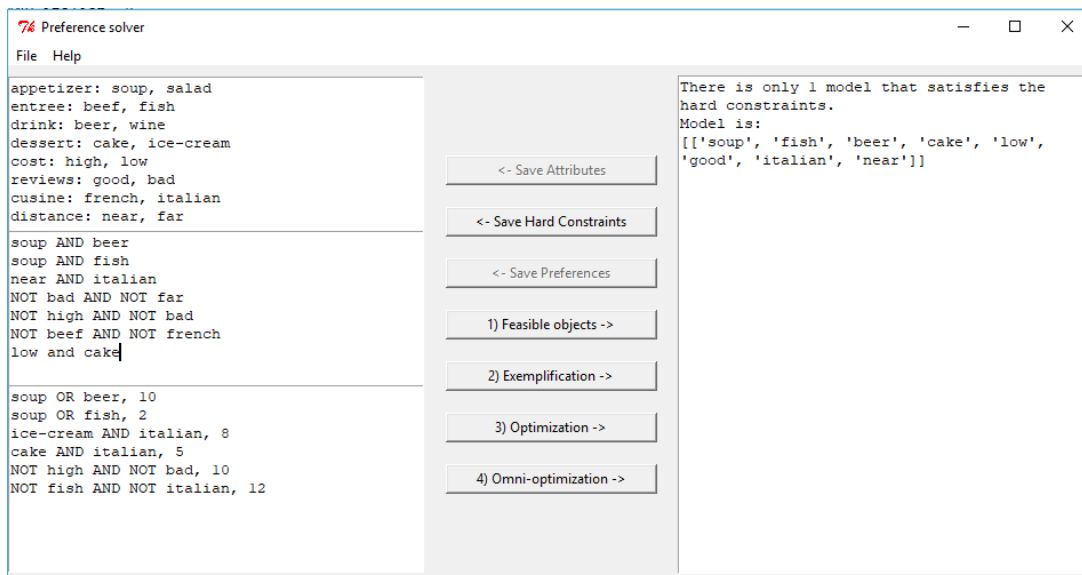 Preference solver
File Help
appetizer: soup, salad
entree: beef, fish
drink: beer, wine
dessert: cake, ice-cream
cost: high, low
reviews: good, bad
cusine: french, italian
distance: near, far
soup AND beer
soup AND fish
near AND italian
NOT bad AND NOT far
NOT high AND NOT bad
NOT beef AND NOT french
low and cake
soup OR beer, 10
soup OR fish, 2
ice-cream AND italian, 8
cake AND italian, 5
NOT high AND NOT bad, 10
NOT fish AND NOT italian, 12
<- Save Attributes
<- Save Hard Constraints
<- Save Preferences
1) Feasible objects ->
2) Exemplification ->
3) Optimization ->
4) Omni-optimization ->
There is only 1 model that satisfies the
hard constraints.
Model is:
[['soup', 'fish', 'beer', 'cake', 'low',
'good', 'italian', 'near']]